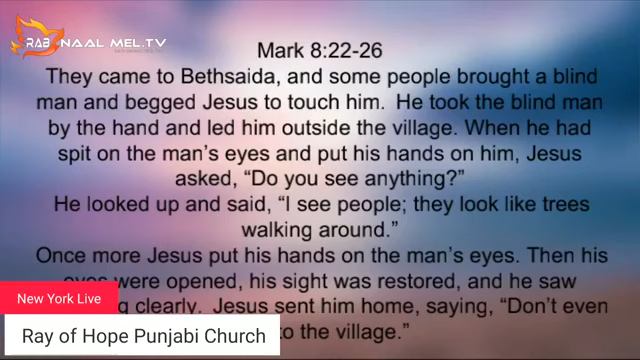 RAB NAAL MEL.TV
Mark 8:22-26
They came to Bethsaida, and some people brought a blind
man and begged Jesus to touch him. He took the blind man
by the hand and led him outside the village. When he had
spit on the man’s eyes and put his hands on him, Jesus
asked, “Do you see anything?”
He looked up and said, “I see people; they look like trees
walking around.”
Once more Jesus put his hands on the man’s eyes. Then his
eyes were opened, his sight was restored, and he saw
clearly. Jesus sent him home, saying, “Don’t even
to the village.”
New York Live
Ray of Hope Punjabi Church